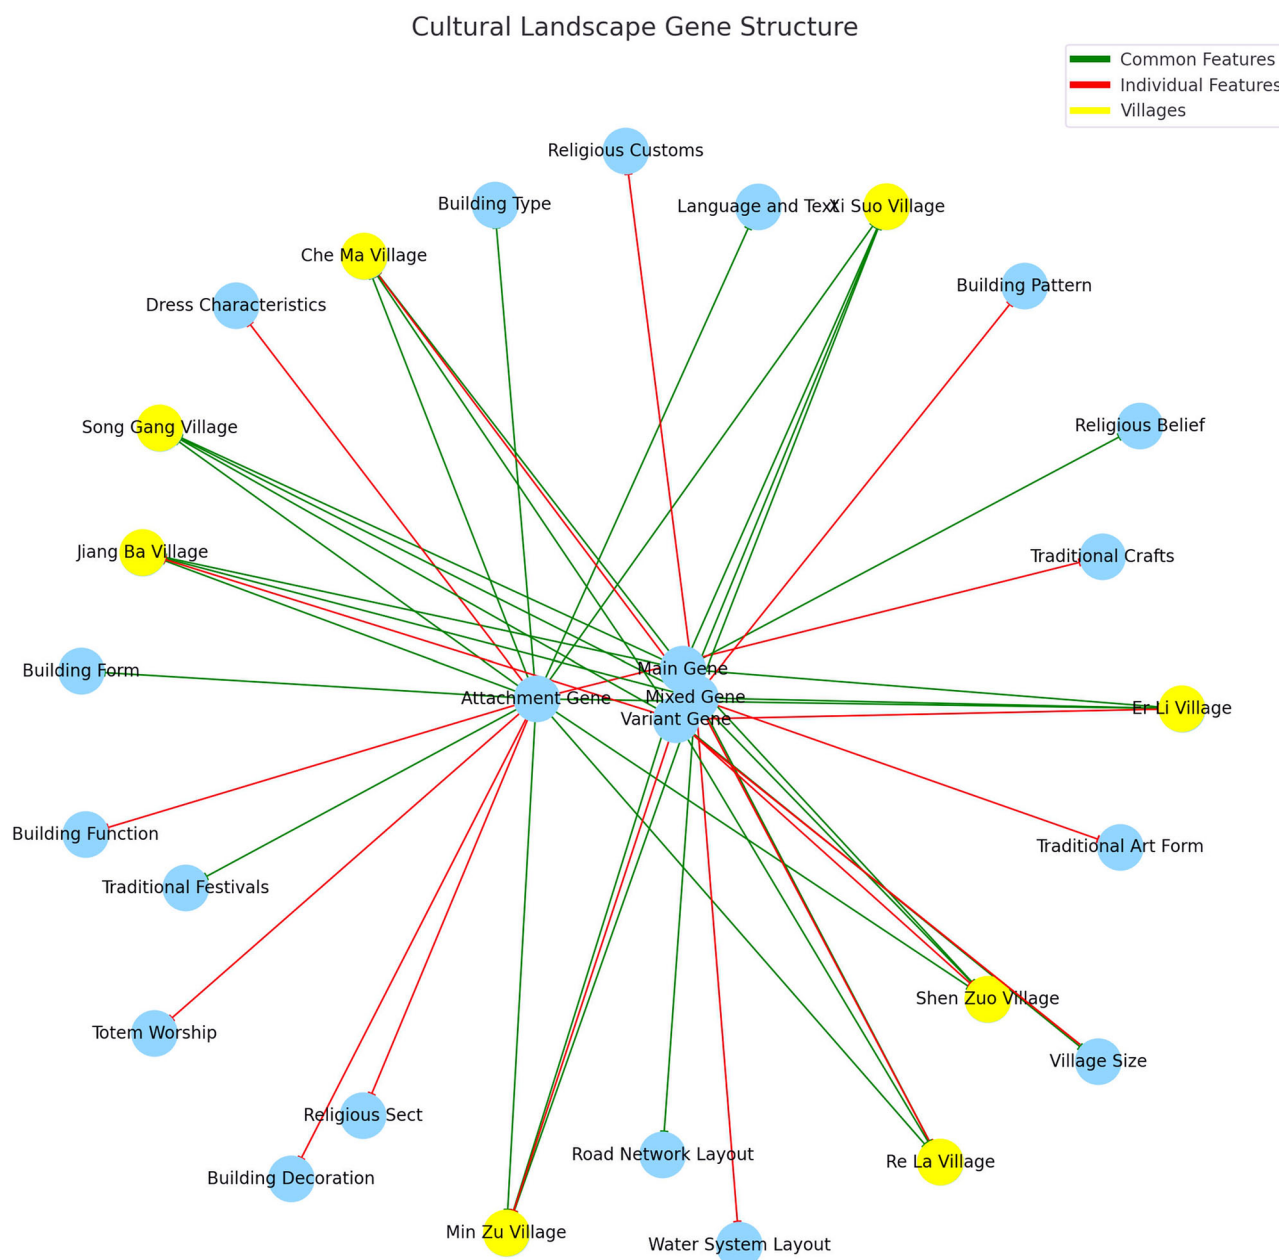 Cultural Landscape Gene Structure
Common Features
Individual Features
Villages
Religious Customs
Building Type
Language and Text
Xi Suo Village
Che Ma Village
Building Pattern
Dress Characteristics
Song Gang Village
Religious Belief
Jiang Ba Village
Traditional Crafts
Building Form
Main Gene
Attachment Gene
Mixed Gene
Variant Gene
Er Li Village
Building Function
Traditional Art Form
Traditional Festivals
Shen Zuo Village
Totem Worship
Village Size
Religious Sect
Road Network Layout
Re La Village
Building Decoration
Min Zu Village
Water System Layout